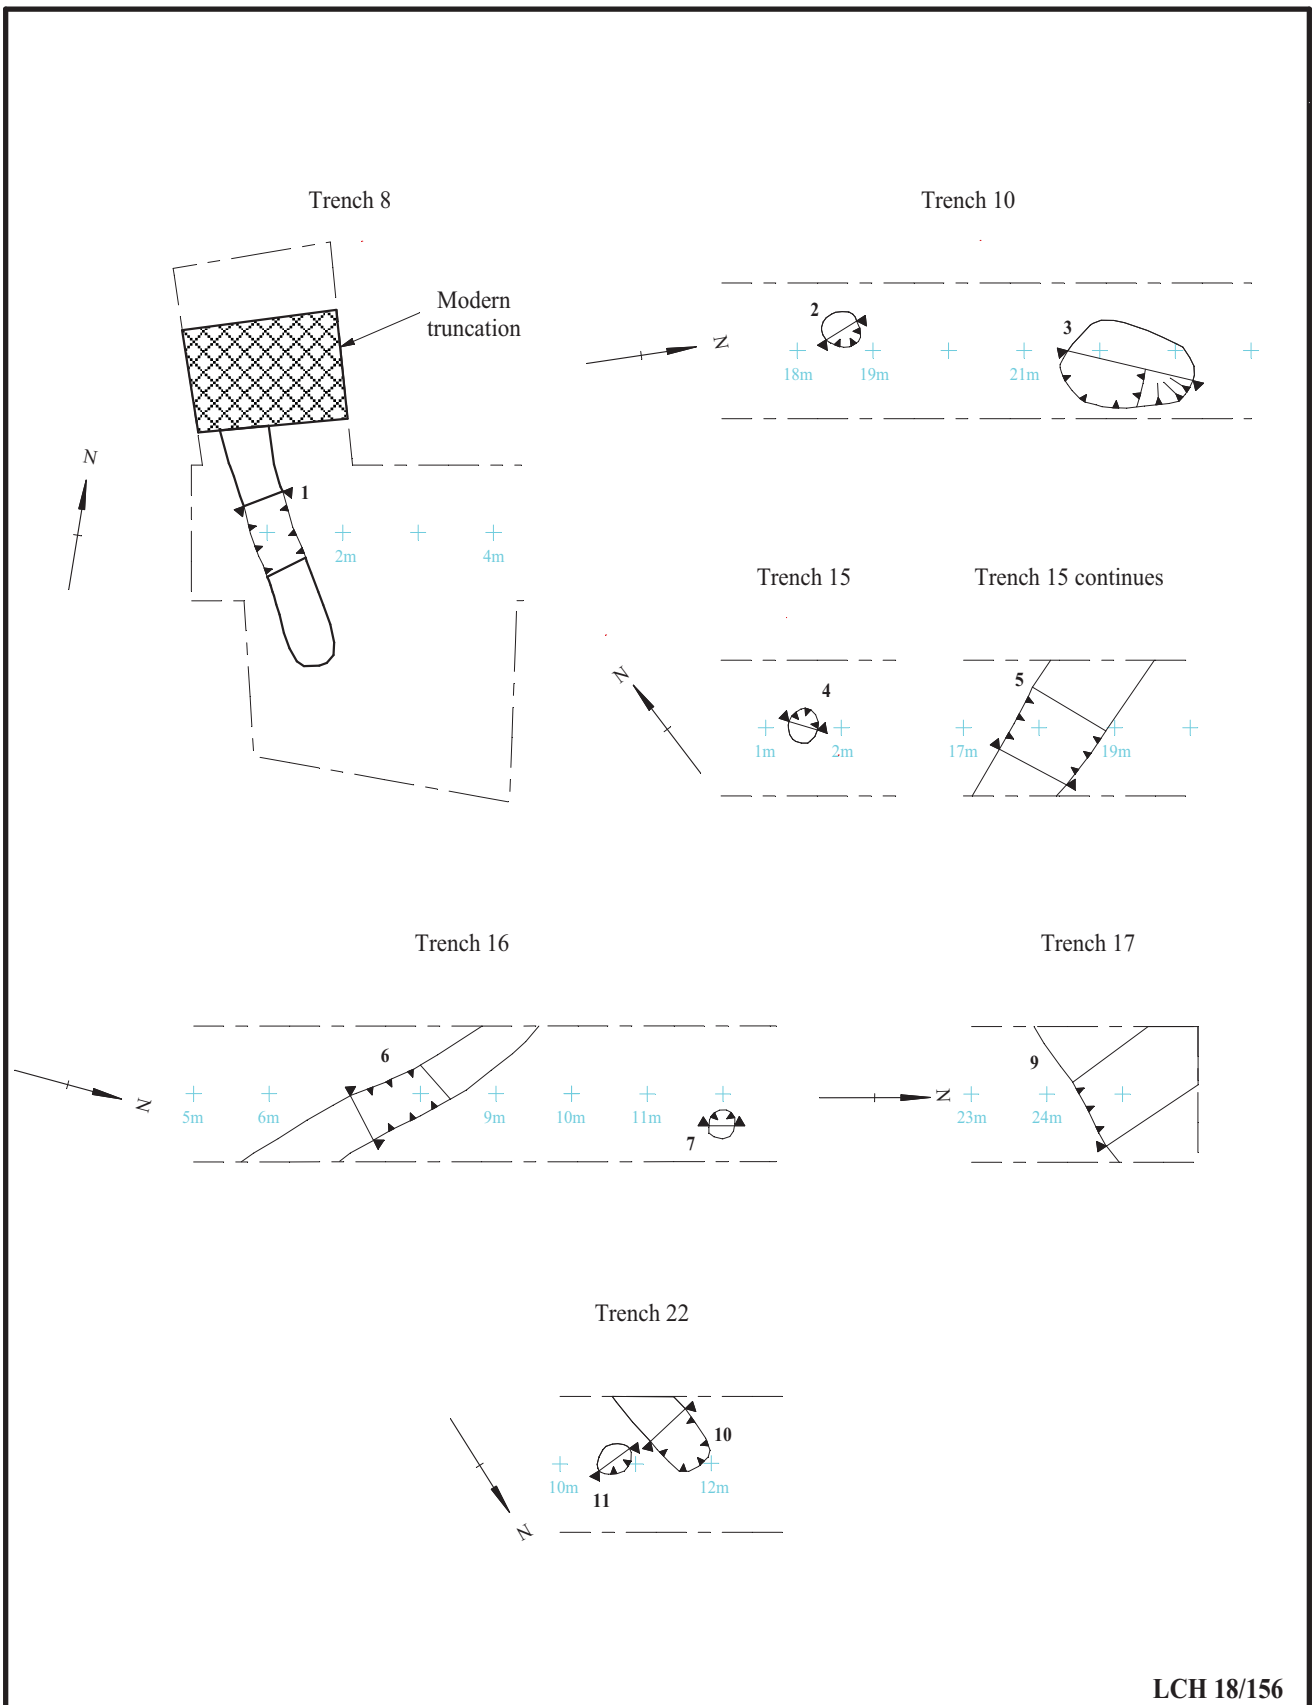 Trench 8
Modern
truncation
N
1
2m
4m
Trench 10
2
3
18m
19m
21m
N
Trench 15
Trench 15 continues
N
4
1m
2m
5
17m
19m
Trench 16
6
N
5m
6m
9m
10m
11m
7
Trench 17
9
N
23m
24m
Trench 22
10
10m
12m
11
N
LCH 18/156